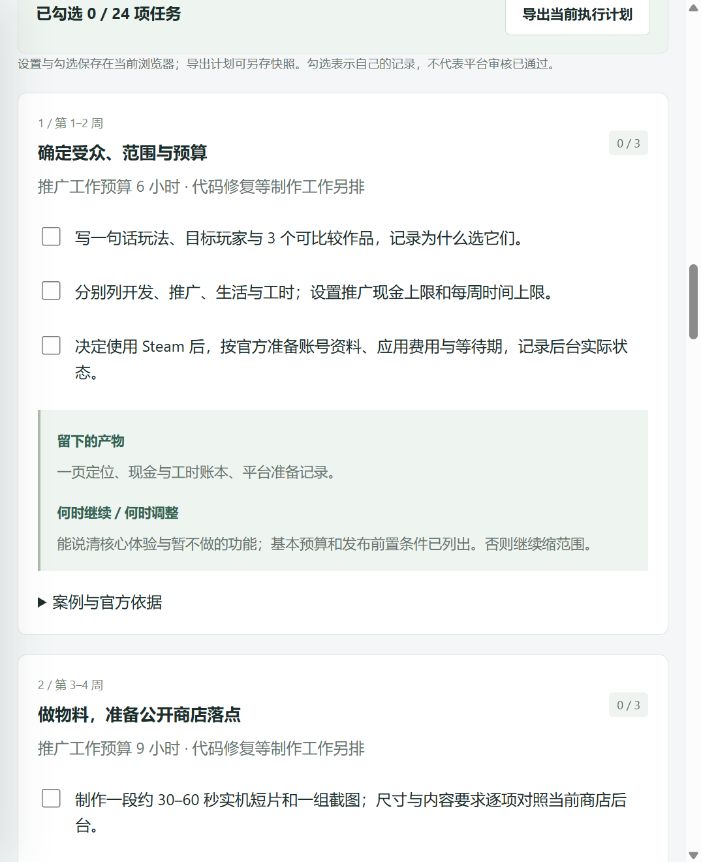 已勾选 0 / 24 项任务
导出当前执行计划
设置与勾选保存在当前浏览器；导出计划可另存快照。勾选表示自己的记录，不代表平台审核已通过。
1 / 第 1–2 周
确定受众、范围与预算
0 / 3
推广工作预算 6 小时 · 代码修复等制作工作另排
写一句话玩法、目标玩家与 3 个可比较作品，记录为什么选它们。
分别列开发、推广、生活与工时；设置推广现金上限和每周时间上限。
决定使用 Steam 后，按官方准备账号资料、应用费用与等待期，记录后台实际状
态。
留下的产物
一页定位、现金与工时账本、平台准备记录。
何时继续 / 何时调整
能说清核心体验与暂不做的功能；基本预算和发布前置条件已列出。否则继续缩范围。
▶ 案例与官方依据
2 / 第 3–4 周
做物料，准备公开商店落点
0 / 3
推广工作预算 9 小时 · 代码修复等制作工作另排
制作一段约 30–60 秒实机短片和一组截图；尺寸与内容要求逐项对照当前商店后
台。